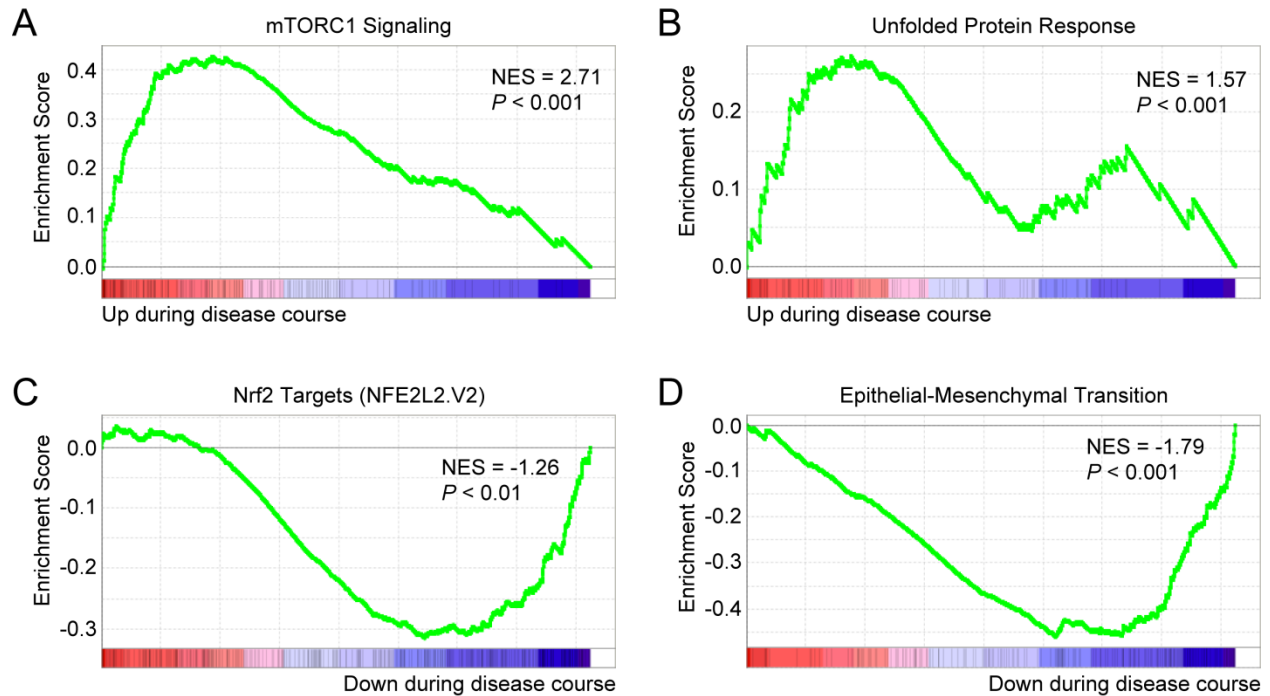 A
mTORC1 Signaling
Enrichment Score
0.4
0.3
0.2
0.1
0.0
NES = 2.71
P < 0.001
Up during disease course
B
Unfolded Protein Response
Enrichment Score
0.2
0.1
0.0
NES = 1.57
P < 0.001
Up during disease course
C
Nrf2 Targets (NFE2L2.V2)
Enrichment Score
0.0
-0.1
-0.2
-0.3
NES = -1.26
P < 0.01
Down during disease course
D
Epithelial-Mesenchymal Transition
Enrichment Score
0.0
-0.1
-0.2
-0.3
-0.4
NES = -1.79
P < 0.001
Down during disease course